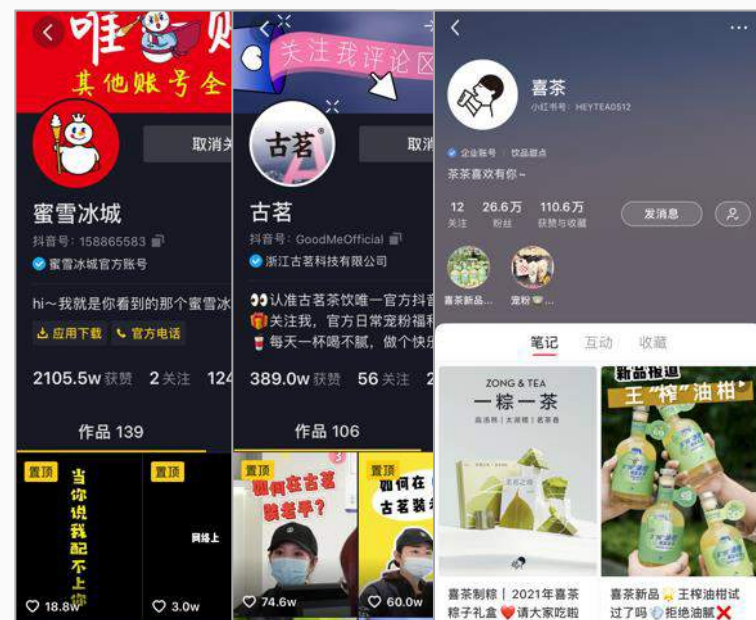 唯
其他账号全
取消关
蜜雪冰城
抖音号：158865583
蜜雪冰城官方账号
hi～我就是你看到的那个蜜雪冰
应用下载
官方电话
2105.5w 获赞 2 关注 124
作品 139
置顶
当你说我配不上你
18.8w
置顶
网络上
3.0w
关注我评论区
古茗
取消
古茗
抖音号：GoodMeOfficial
浙江古茗科技有限公司
认准古茗茶饮唯一官方抖音
关注我，官方日常宠粉福利
每天一杯喝不腻，做个快乐
389.0w 获赞 56 关注 2
作品 106
置顶
如何在古茗
装老手？
74.6w
置顶
如何在
古茗装
60.0w
喜茶
小红书号：HEYTEA0512
企业账号
饮品甜点
茶茶喜欢有你～
12 26.6万 110.6万
关注 粉丝 获赞与收藏
发消息
喜茶新品...
宠粉 ...
笔记 互动 收藏
ZONG & TEA
一粽一茶
新品报道
王“榨”油柑
喜茶制粽｜2021年喜茶
粽子礼盒❤️请大家吃啦
喜茶新品🌟王榨油柑试
过了吗 拒绝油腻❌